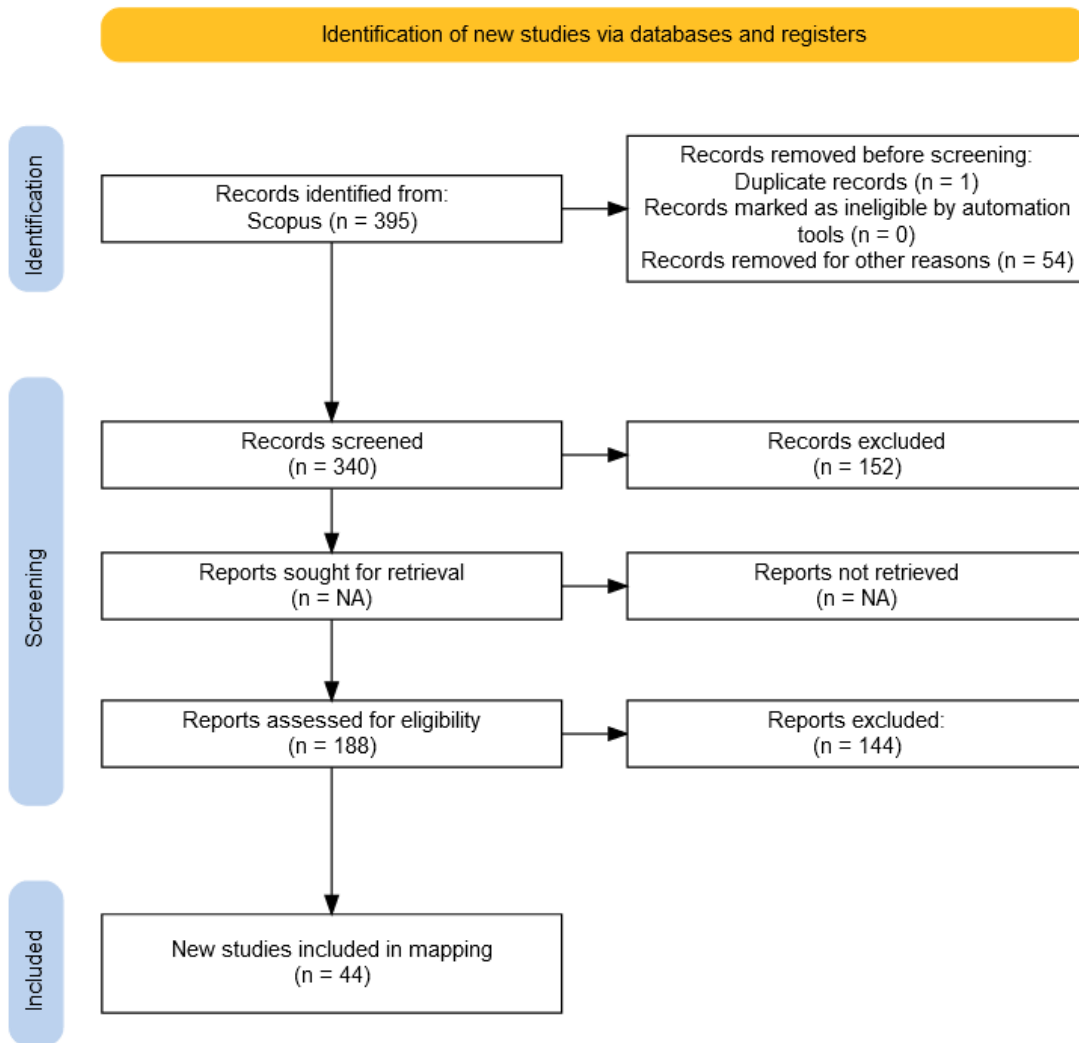 Identification of new studies via databases and registers
Identification
Records identified from:
Scopus (n = 395)
Records removed before screening:
Duplicate records (n = 1)
Records marked as ineligible by automation
tools (n = 0)
Records removed for other reasons (n = 54)
Screening
Records screened
(n = 340)
Records excluded
(n = 152)
Reports sought for retrieval
(n = NA)
Reports not retrieved
(n = NA)
Reports assessed for eligibility
(n = 188)
Reports excluded:
(n = 144)
Included
New studies included in mapping
(n = 44)